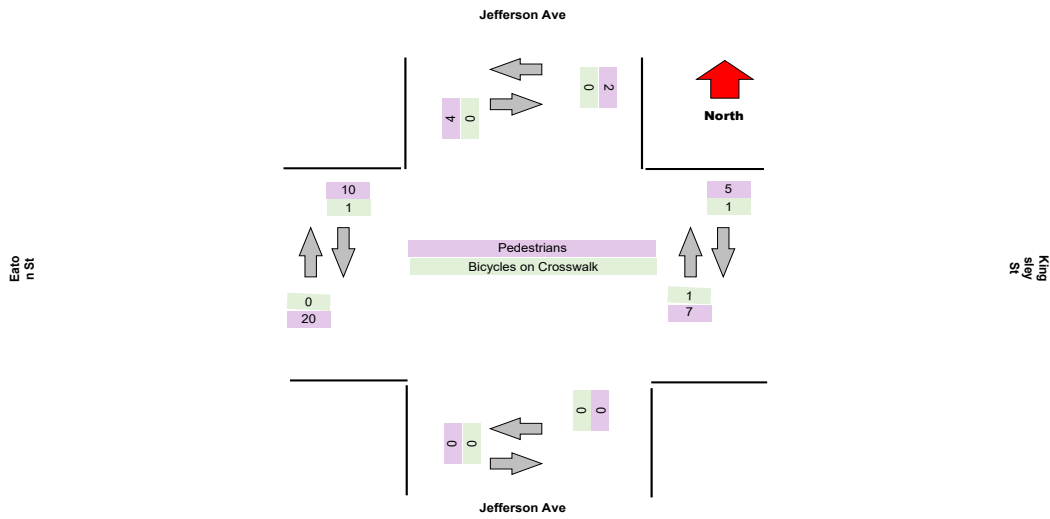 Jefferson Ave
0 2
4 0
North
10
1
5
1
Pedestrians
Bicycles on Crosswalk
Eato
n St
King
sley
St
0
20
1
7
0 0
0 0
Jefferson Ave